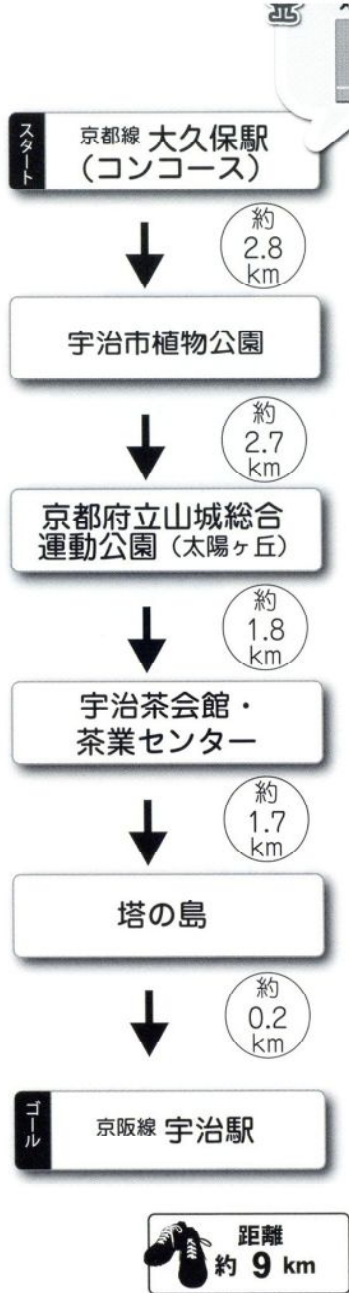 スタート
京都線 大久保駅
(コンコース)
約
2.8
km
宇治市植物公園
約
2.7
km
京都府立山城総合
運動公園(太陽ヶ丘)
約
1.8
km
宇治茶会館・
茶業センター
約
1.7
km
塔の島
約
0.2
km
ゴール
京阪線 宇治駅
距離
約 9 km